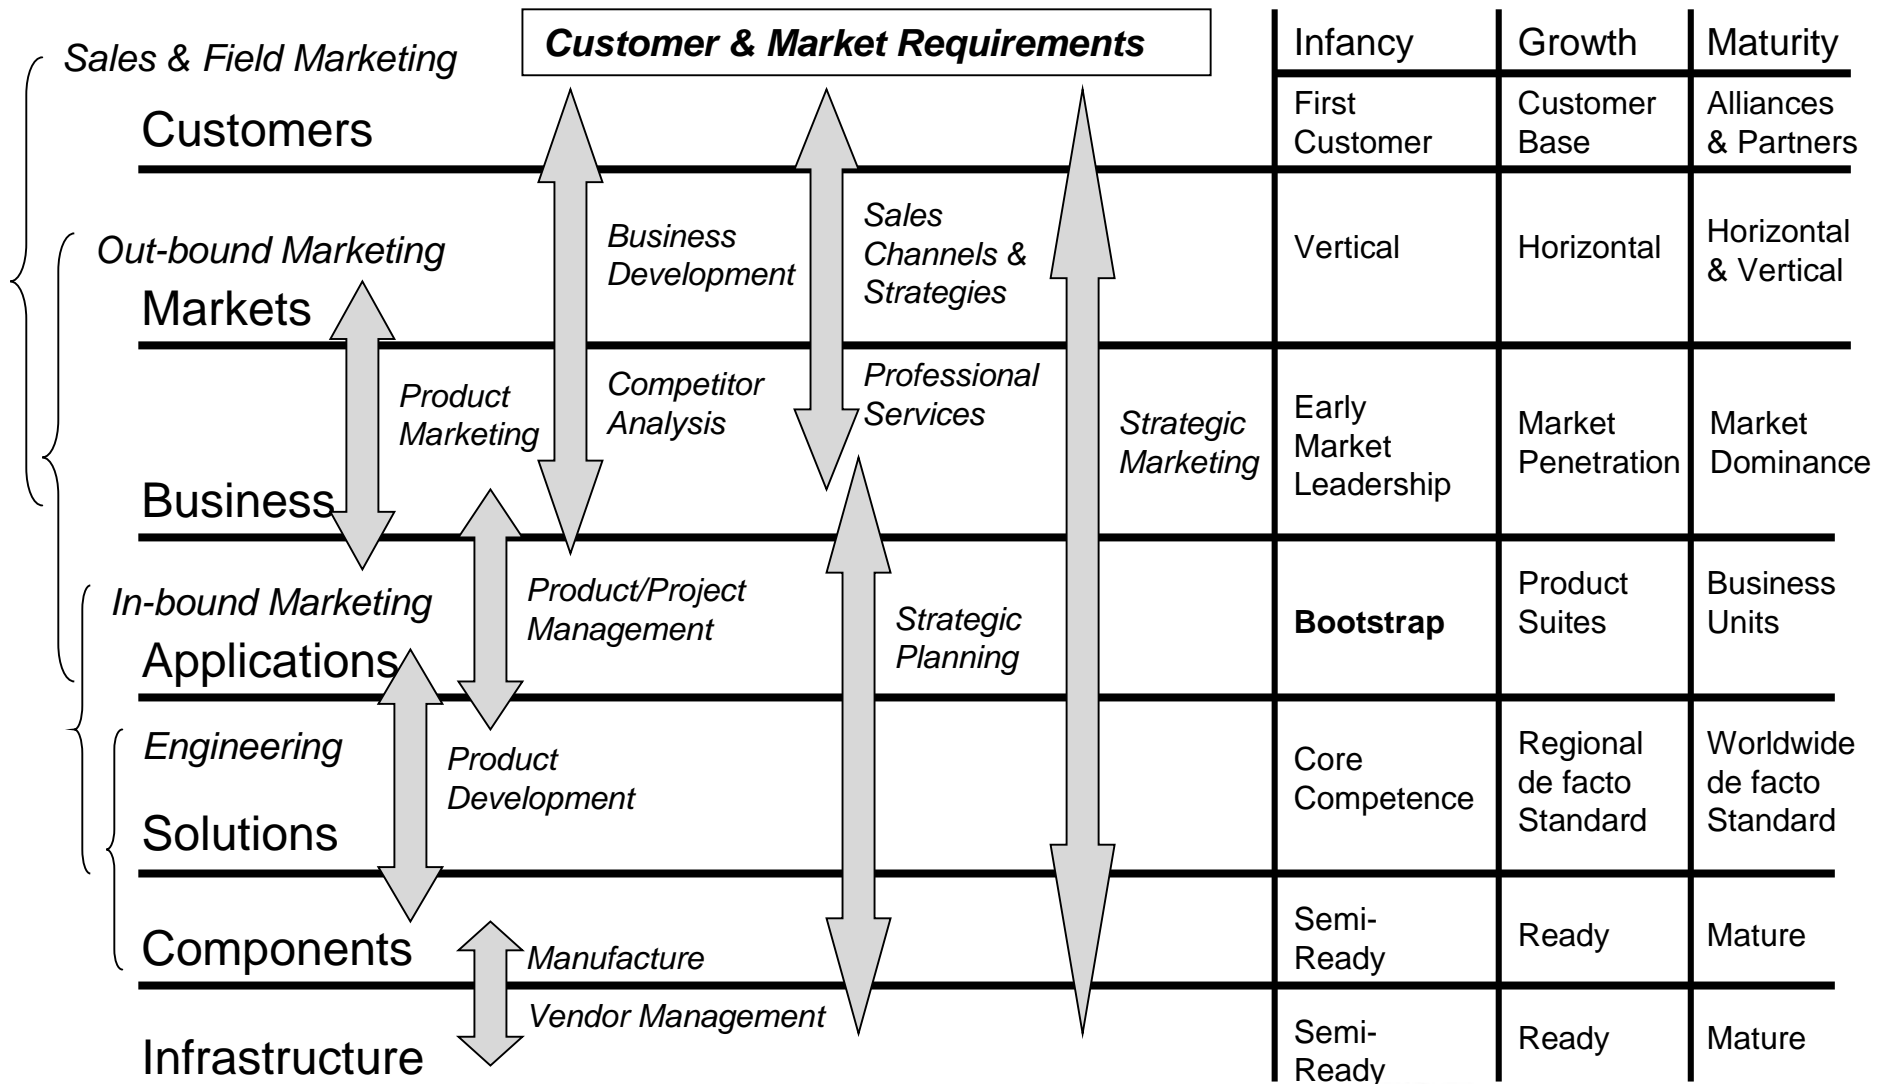 Customer & Market Requirements
Infancy
Growth
Maturity
Sales & Field Marketing
Customers
First
Customer
Customer
Base
Alliances
& Partners
Out-bound Marketing
Markets
Business
Development
Sales
Channels &
Strategies
Vertical
Horizontal
Horizontal
& Vertical
Product
Marketing
Competitor
Analysis
Professional
Services
Strategic
Marketing
Business
Early
Market
Leadership
Market
Penetration
Market
Dominance
In-bound Marketing
Applications
Product/Project
Management
Strategic
Planning
Bootstrap
Product
Suites
Business
Units
Engineering
Solutions
Product
Development
Core
Competence
Regional
de facto
Standard
Worldwide
de facto
Standard
Components
Manufacture
Semi-
Ready
Ready
Mature
Vendor Management
Infrastructure
Semi-
Ready
Ready
Mature